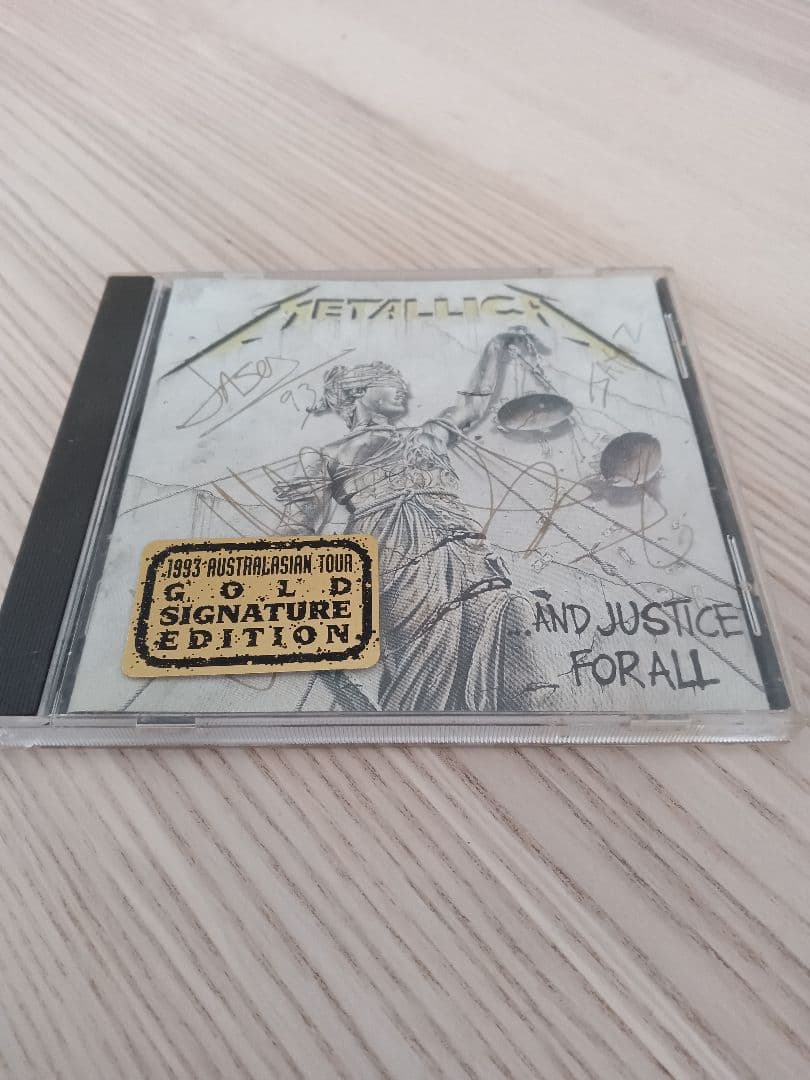 METALLICA
JASON
93
1993 AUSTRALASIAN TOUR
GOLD
SIGNATURE
EDITION
...AND JUSTICE
FOR ALL